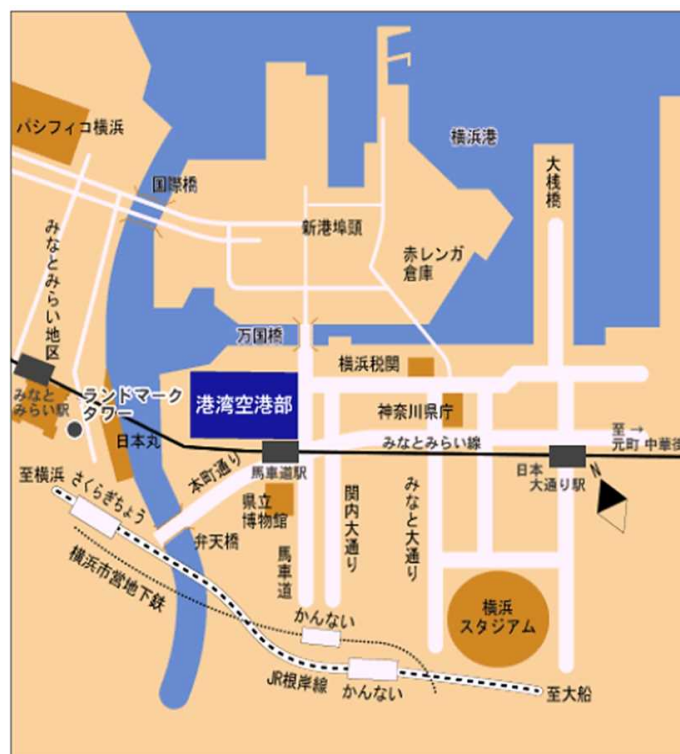 パシフィコ横浜
国際橋
横浜港
大桟橋
新港埠頭
赤レンガ
倉庫
みなとみらい地区
万国橋
横浜税関
みなと
みらい駅
ランドマーク
タワー
港湾空港部
神奈川県庁
至→
元町 中華街
みなとみらい線
日本丸
本町通り
馬車道駅
日本
大通り駅
N
至横浜
さくらぎちょう
県立
博物館
関内大通り
みなと大通り
弁天橋
馬車道
横浜市営地下鉄
かんない
横浜
スタジアム
JR根岸線
かんない
至大船